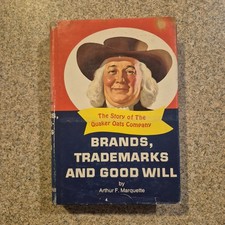 The Story of The
Quaker Oats Company
BRANDS,
TRADEMARKS
AND GOOD WILL
by
Arthur F. Marquette